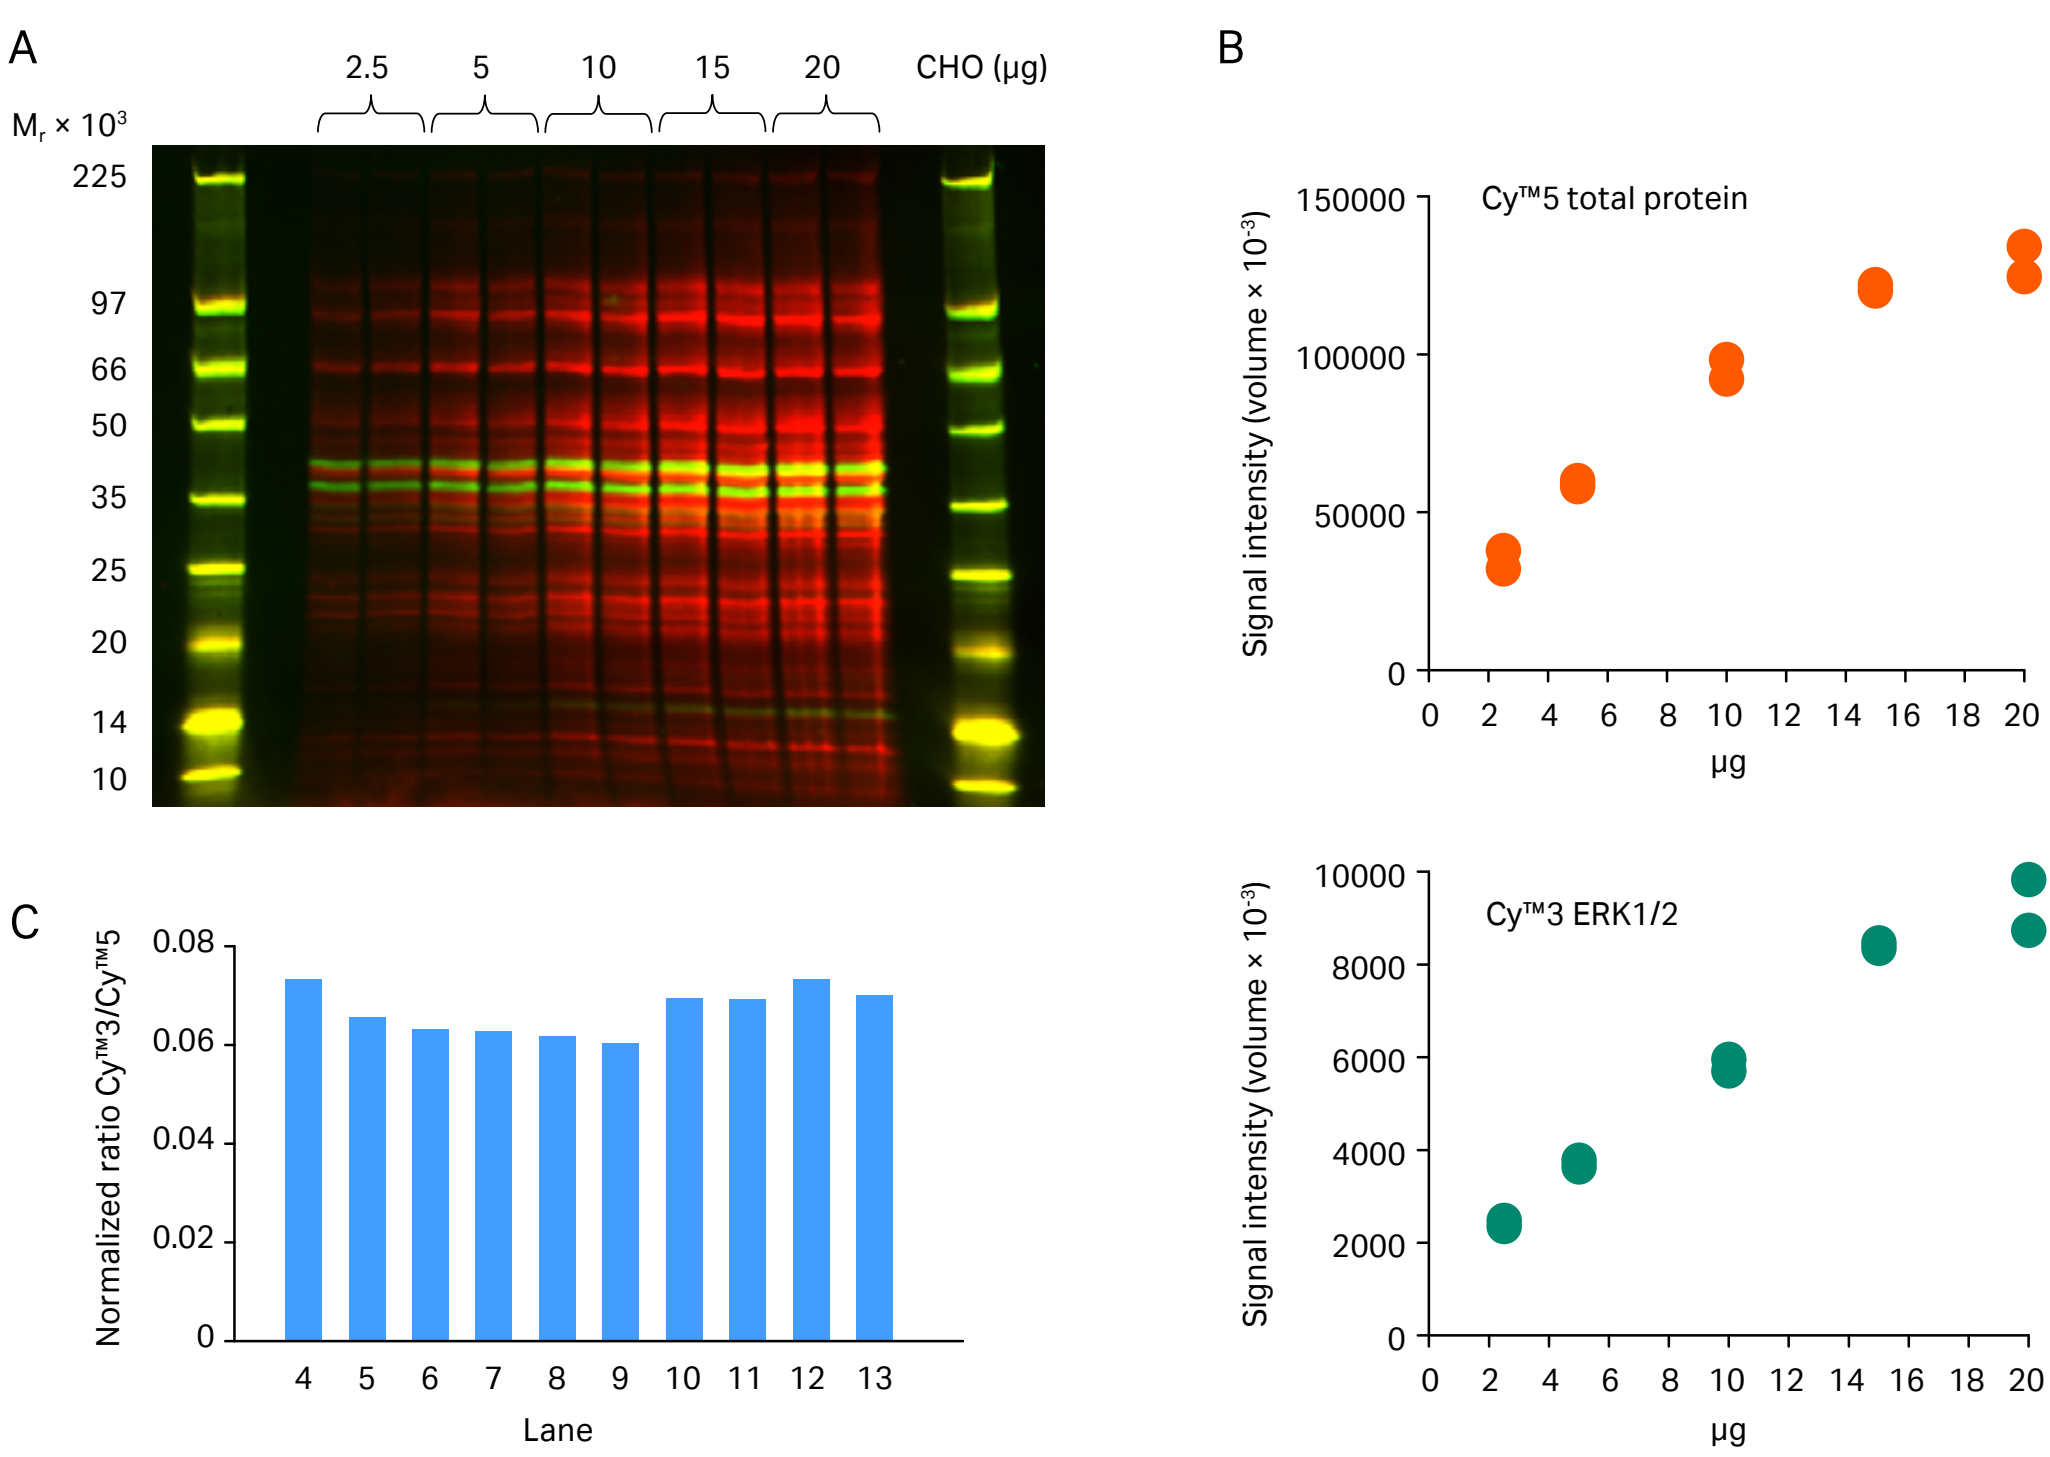 A
2.5 5 10 15 20 CHO (µg)
Mr × 10³
225
97
66
50
35
25
20
14
10
B
Cy™5 total protein
Signal intensity (volume × 10⁻³)
150000
100000
50000
0
0 2 4 6 8 10 12 14 16 18 20
µg
Cy™3 ERK1/2
Signal intensity (volume × 10⁻³)
10000
8000
6000
4000
2000
0
0 2 4 6 8 10 12 14 16 18 20
µg
C
Normalized ratio Cy™3/Cy™5
0.08
0.06
0.04
0.02
0
4 5 6 7 8 9 10 11 12 13
Lane